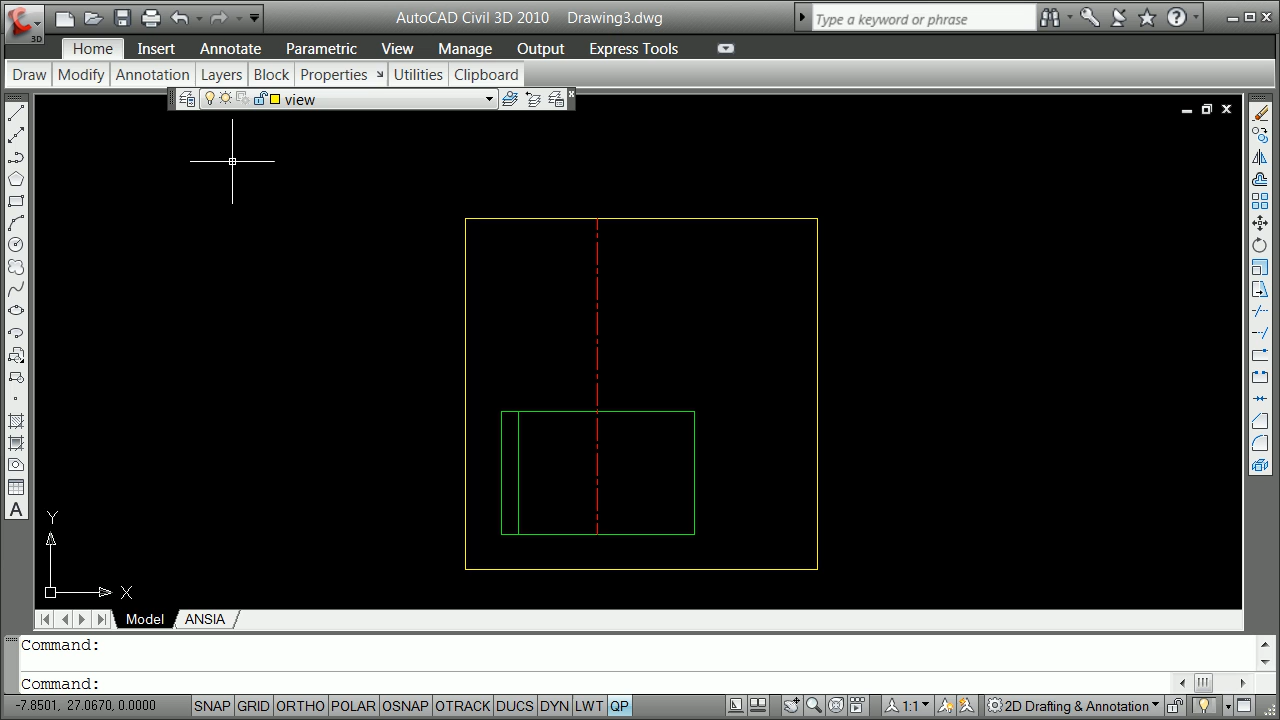 AutoCAD Civil 3D 2010 Drawing3.dwg Type a keyword or phrase
3D
Home Insert Annotate Parametric View Manage Output Express Tools
Draw Modify Annotation Layers Block Properties Utilities Clipboard
view
A
Y
X
Model ANSIA
Command:
Command:
-7.8501, 27.0670, 0.0000 SNAP GRID ORTHO POLAR OSNAP OTRACK DUCS DYN LWT QP 1:1 2D Drafting & Annotation